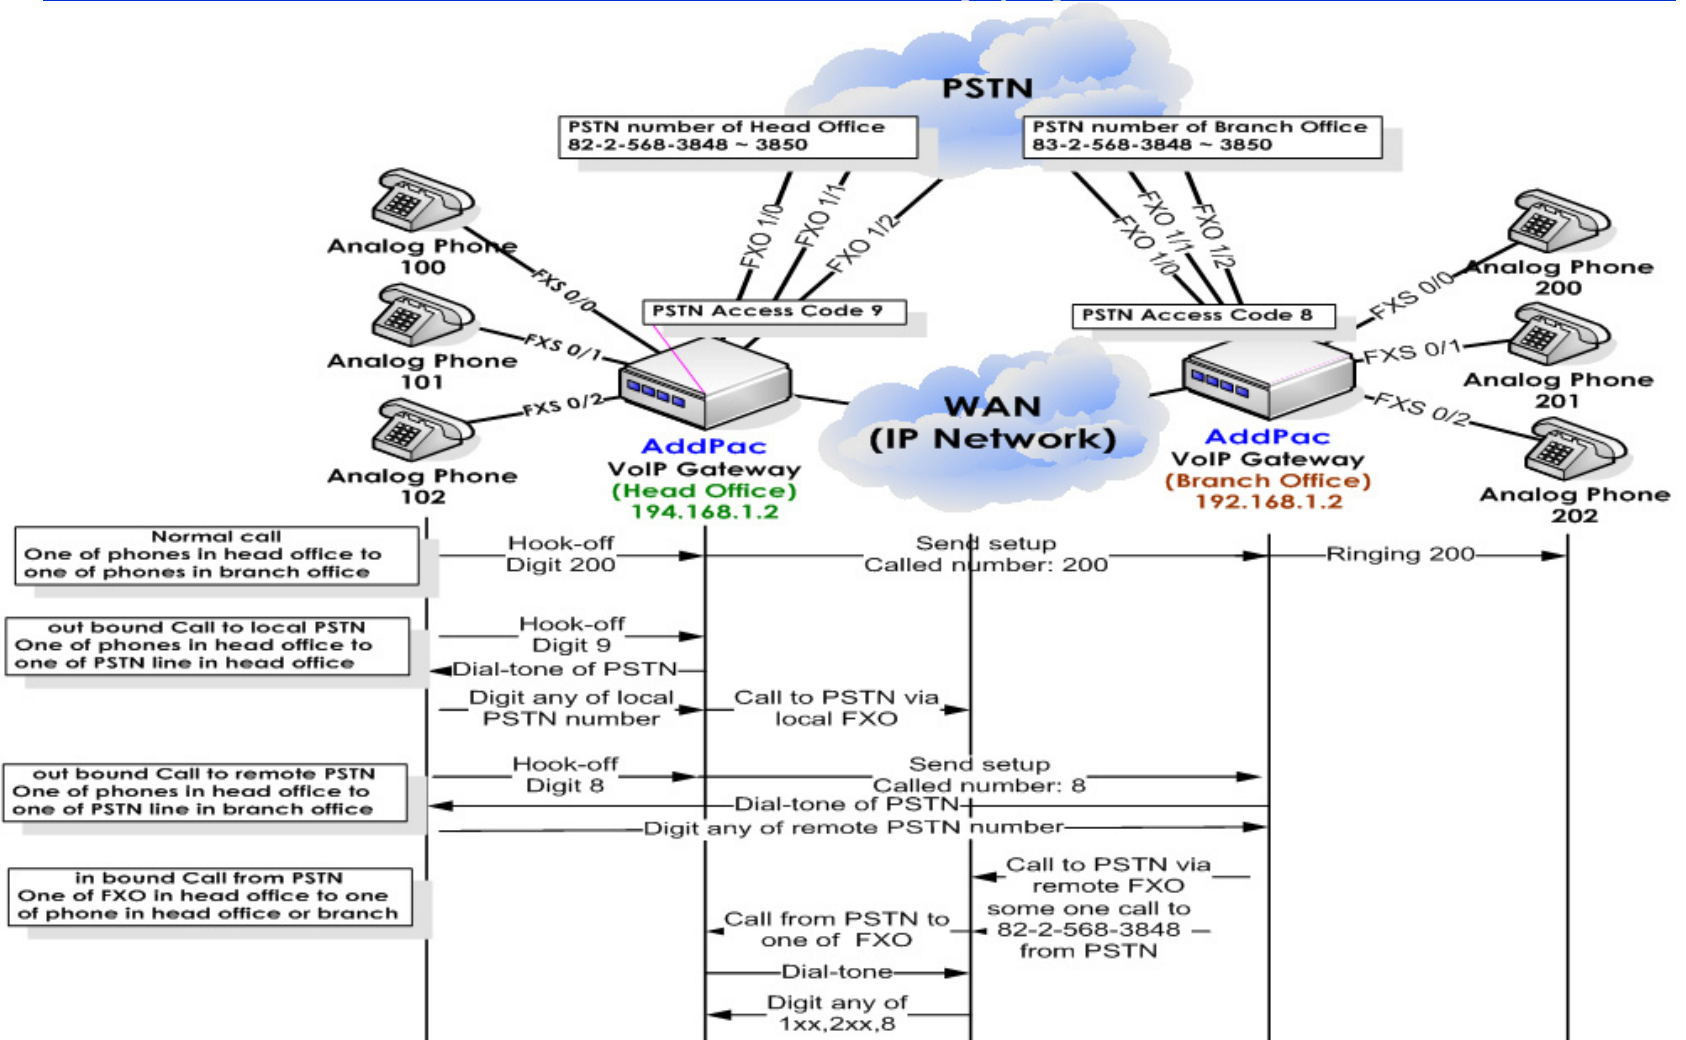 PSTN
PSTN number of Head Office
82-2-568-3848 ~ 3850
PSTN number of Branch Office
83-2-568-3848 ~ 3850
FXO 1/0
FXO 1/1
FXO 1/2
FXO 1/0
FXO 1/1
FXO 1/2
Analog Phone
100
FXS 0/0
Analog Phone
101
FXS 0/1
Analog Phone
102
FXS 0/2
PSTN Access Code 9
PSTN Access Code 8
FXS 0/0
Analog Phone
200
FXS 0/1
Analog Phone
201
FXS 0/2
Analog Phone
202
WAN
(IP Network)
AddPac
VoIP Gateway
(Head Office)
194.168.1.2
AddPac
VoIP Gateway
(Branch Office)
192.168.1.2
Normal call
One of phones in head office to
one of phones in branch office
Hook-off
Digit 200
Send setup
Called number: 200
Ringing 200
out bound Call to local PSTN
One of phones in head office to
one of PSTN line in head office
Hook-off
Digit 9
Dial-tone of PSTN
Digit any of local
PSTN number
Call to PSTN via
local FXO
out bound Call to remote PSTN
One of phones in head office to
one of PSTN line in branch office
Hook-off
Digit 8
Send setup
Called number: 8
Dial-tone of PSTN
Digit any of remote PSTN number
Call to PSTN via
remote FXO
in bound Call from PSTN
One of FXO in head office to one
of phone in head office or branch
some one call to
82-2-568-3848
from PSTN
Call from PSTN to
one of FXO
Dial-tone
Digit any of
1xx,2xx,8